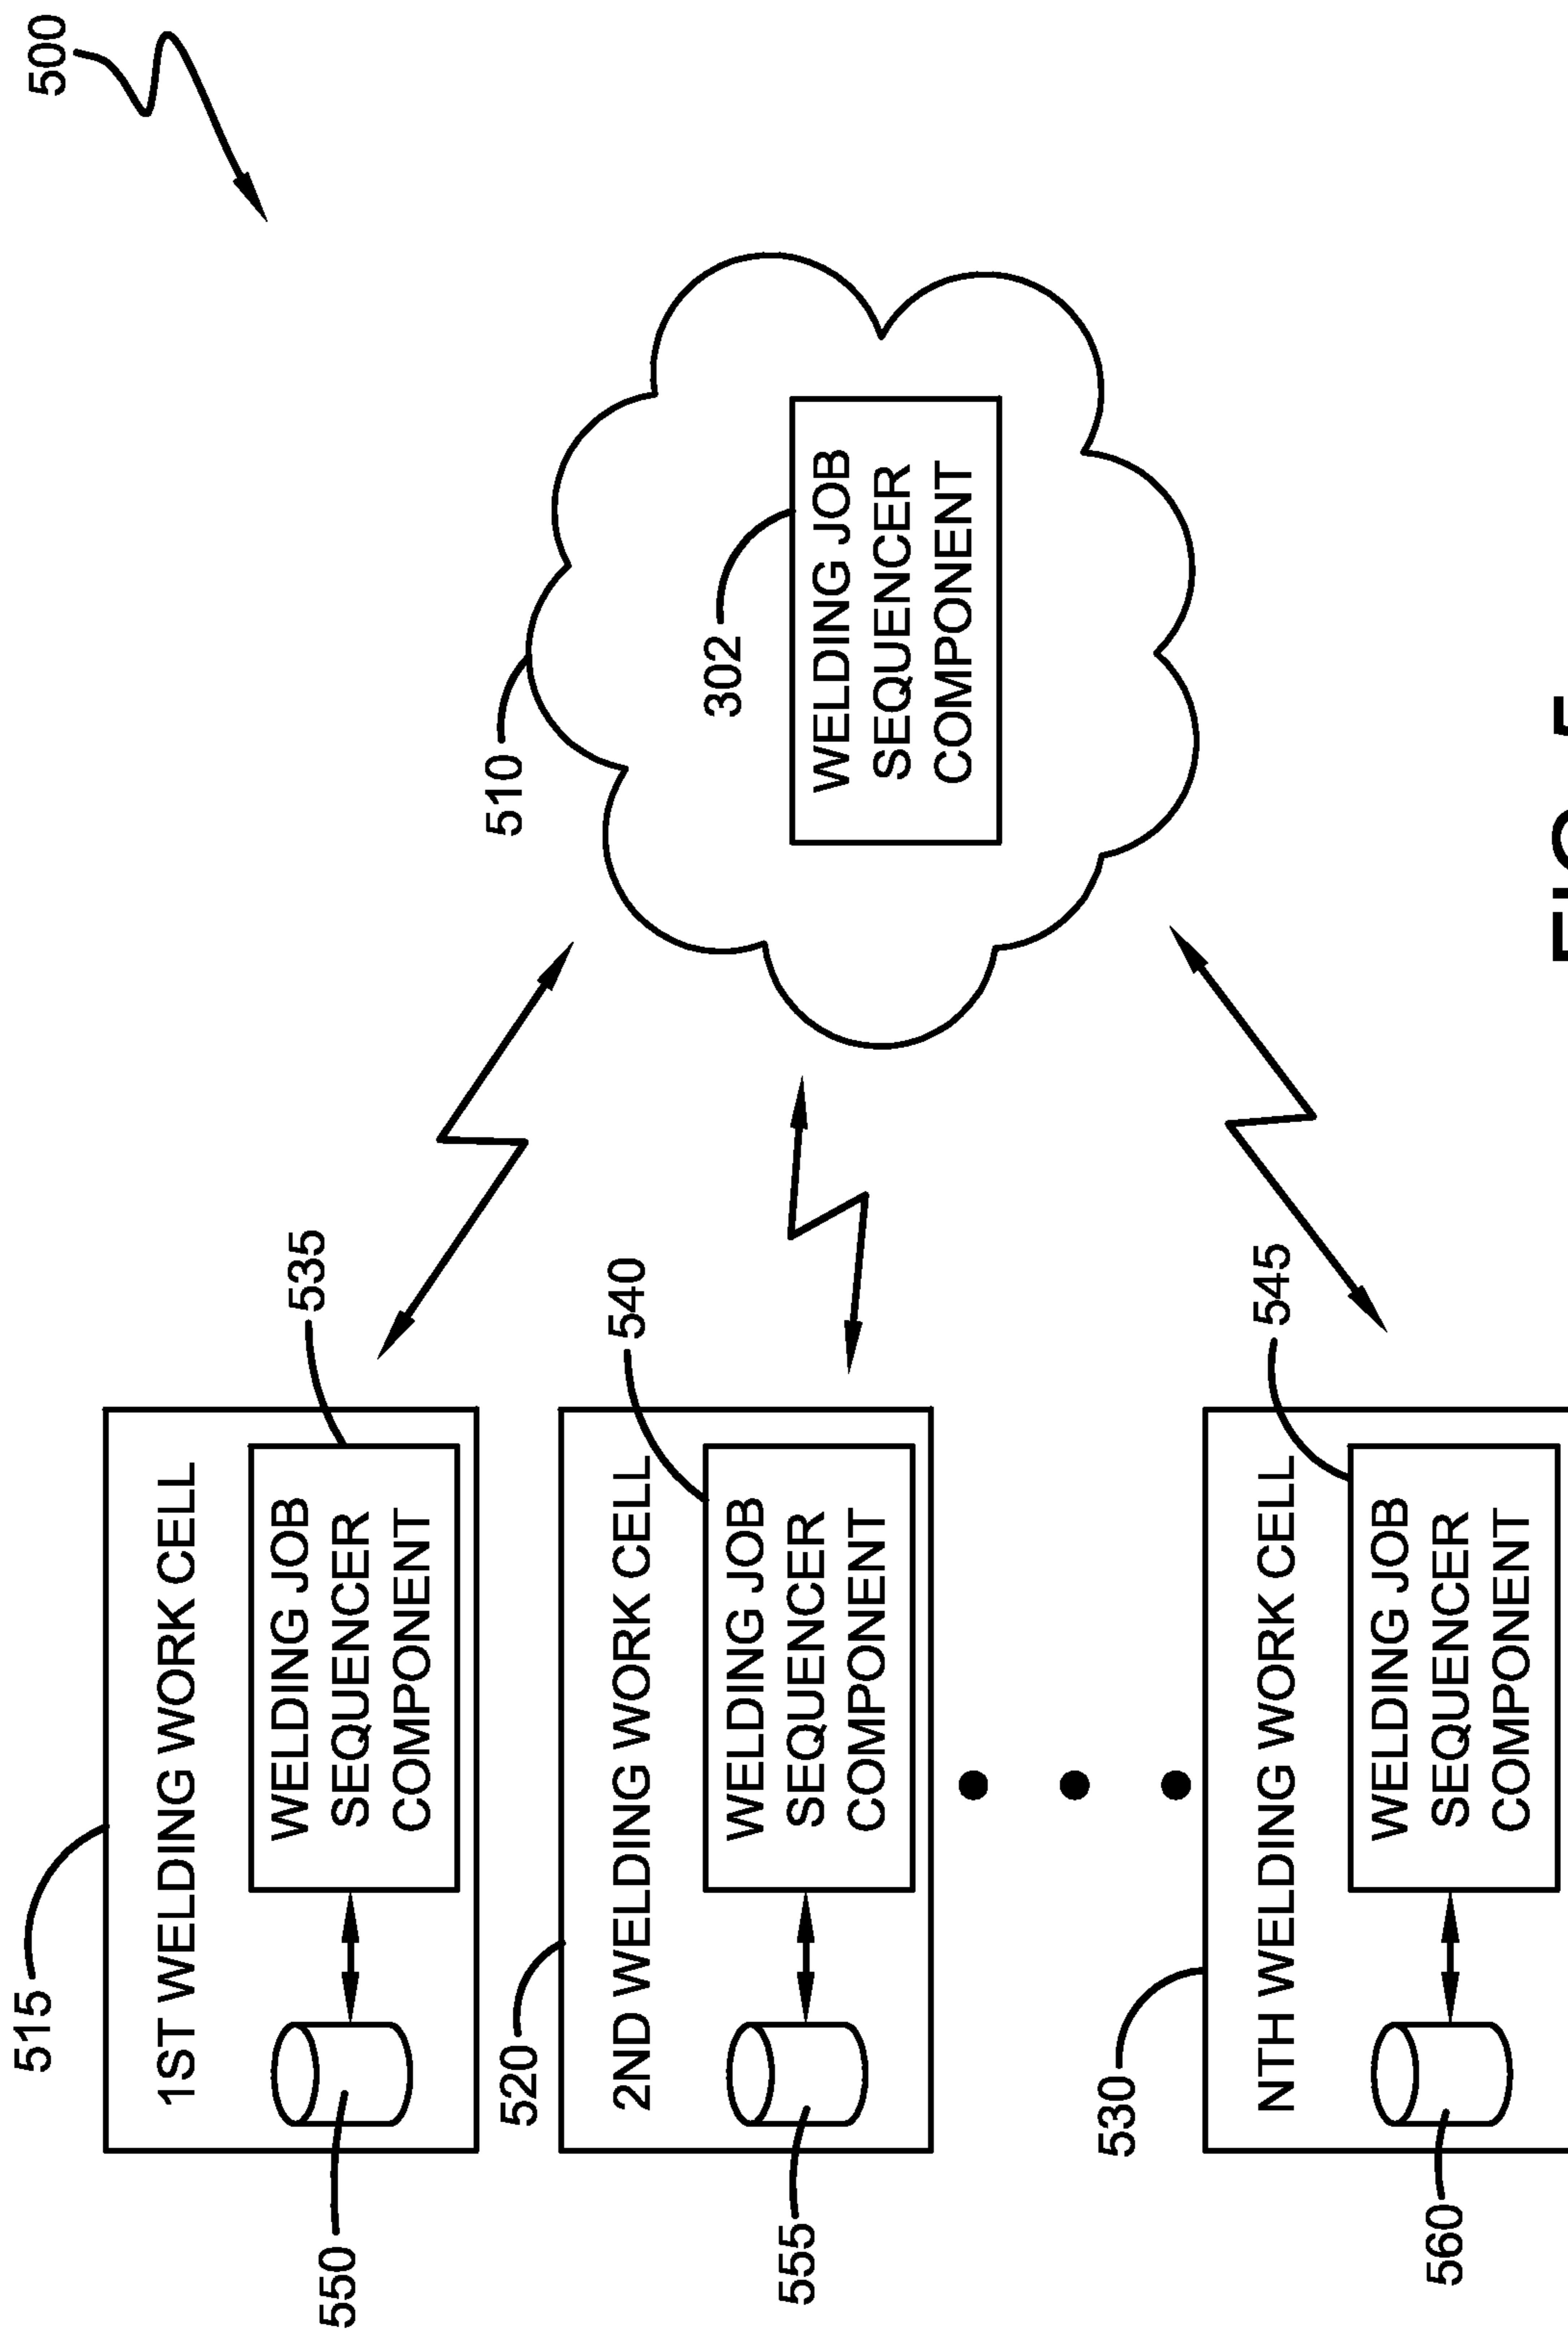 500
515
1ST WELDING WORK CELL
535
WELDING JOB
SEQUENCER
COMPONENT
550
510
520
2ND WELDING WORK CELL
540
WELDING JOB
SEQUENCER
COMPONENT
555
302
WELDING JOB
SEQUENCER
COMPONENT
530
NTH WELDING WORK CELL
545
WELDING JOB
SEQUENCER
COMPONENT
560